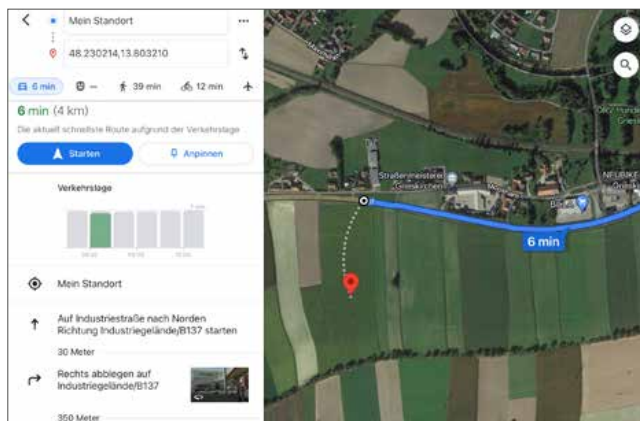 Mein Standort
48.230214,13.803210
6 min
—
39 min
12 min
6 min (4 km)
Die aktuell schnellste Route aufgrund der Verkehrslage
Starten
Anpinnen
Verkehrslage
Mein Standort
Auf Industriestraße nach Norden
Richtung Industriegelände/B137 starten
30 Meter
Rechts abbiegen auf
Industriegelände/B137
350 Meter
Straßenmeisterei
Grieskirchen
6 min